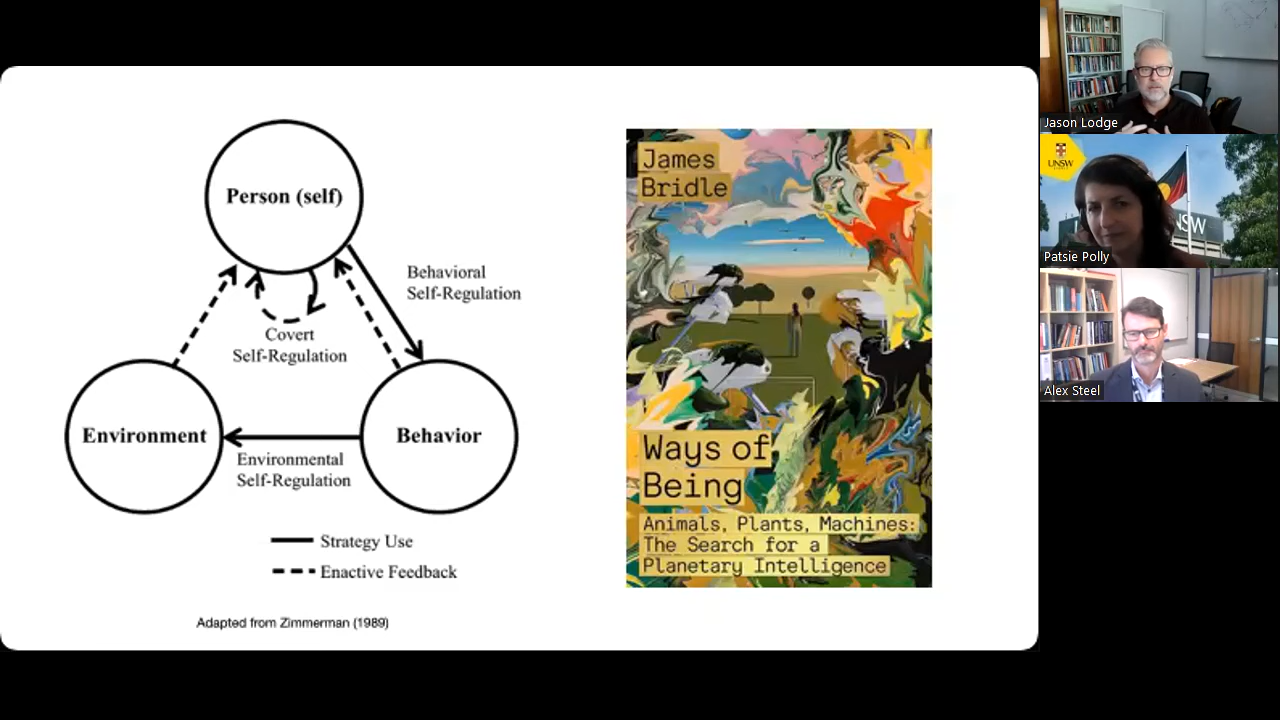 Person (self)
Behavioral
Self-Regulation
Covert
Self-Regulation
Environment
Behavior
Environmental
Self-Regulation
Strategy Use
Enactive Feedback
Adapted from Zimmerman (1989)
James
Bridle
Ways of
Being
Animals, Plants, Machines:
The Search for a
Planetary Intelligence
Jason Lodge
UNSW
NSW
Patsie Polly
Alex Steel